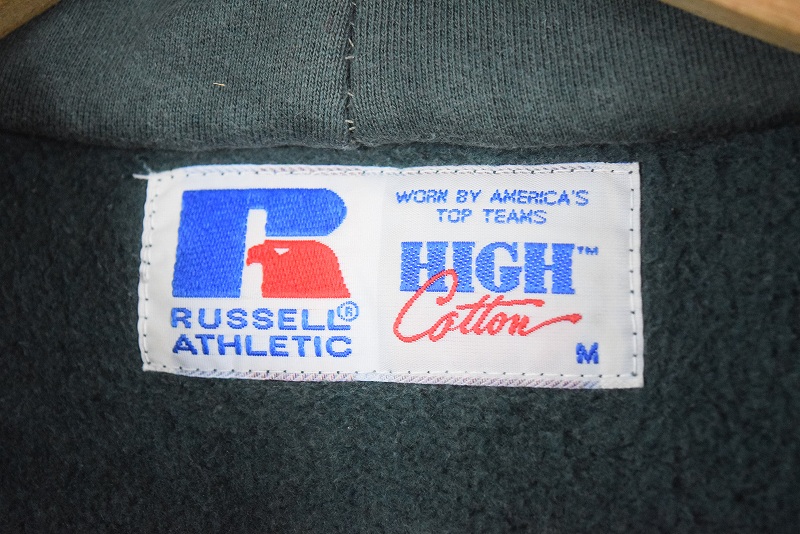 RUSSELL®
ATHLETIC
WORN BY AMERICA'S
TOP TEAMS
HIGH™
Cotton
M